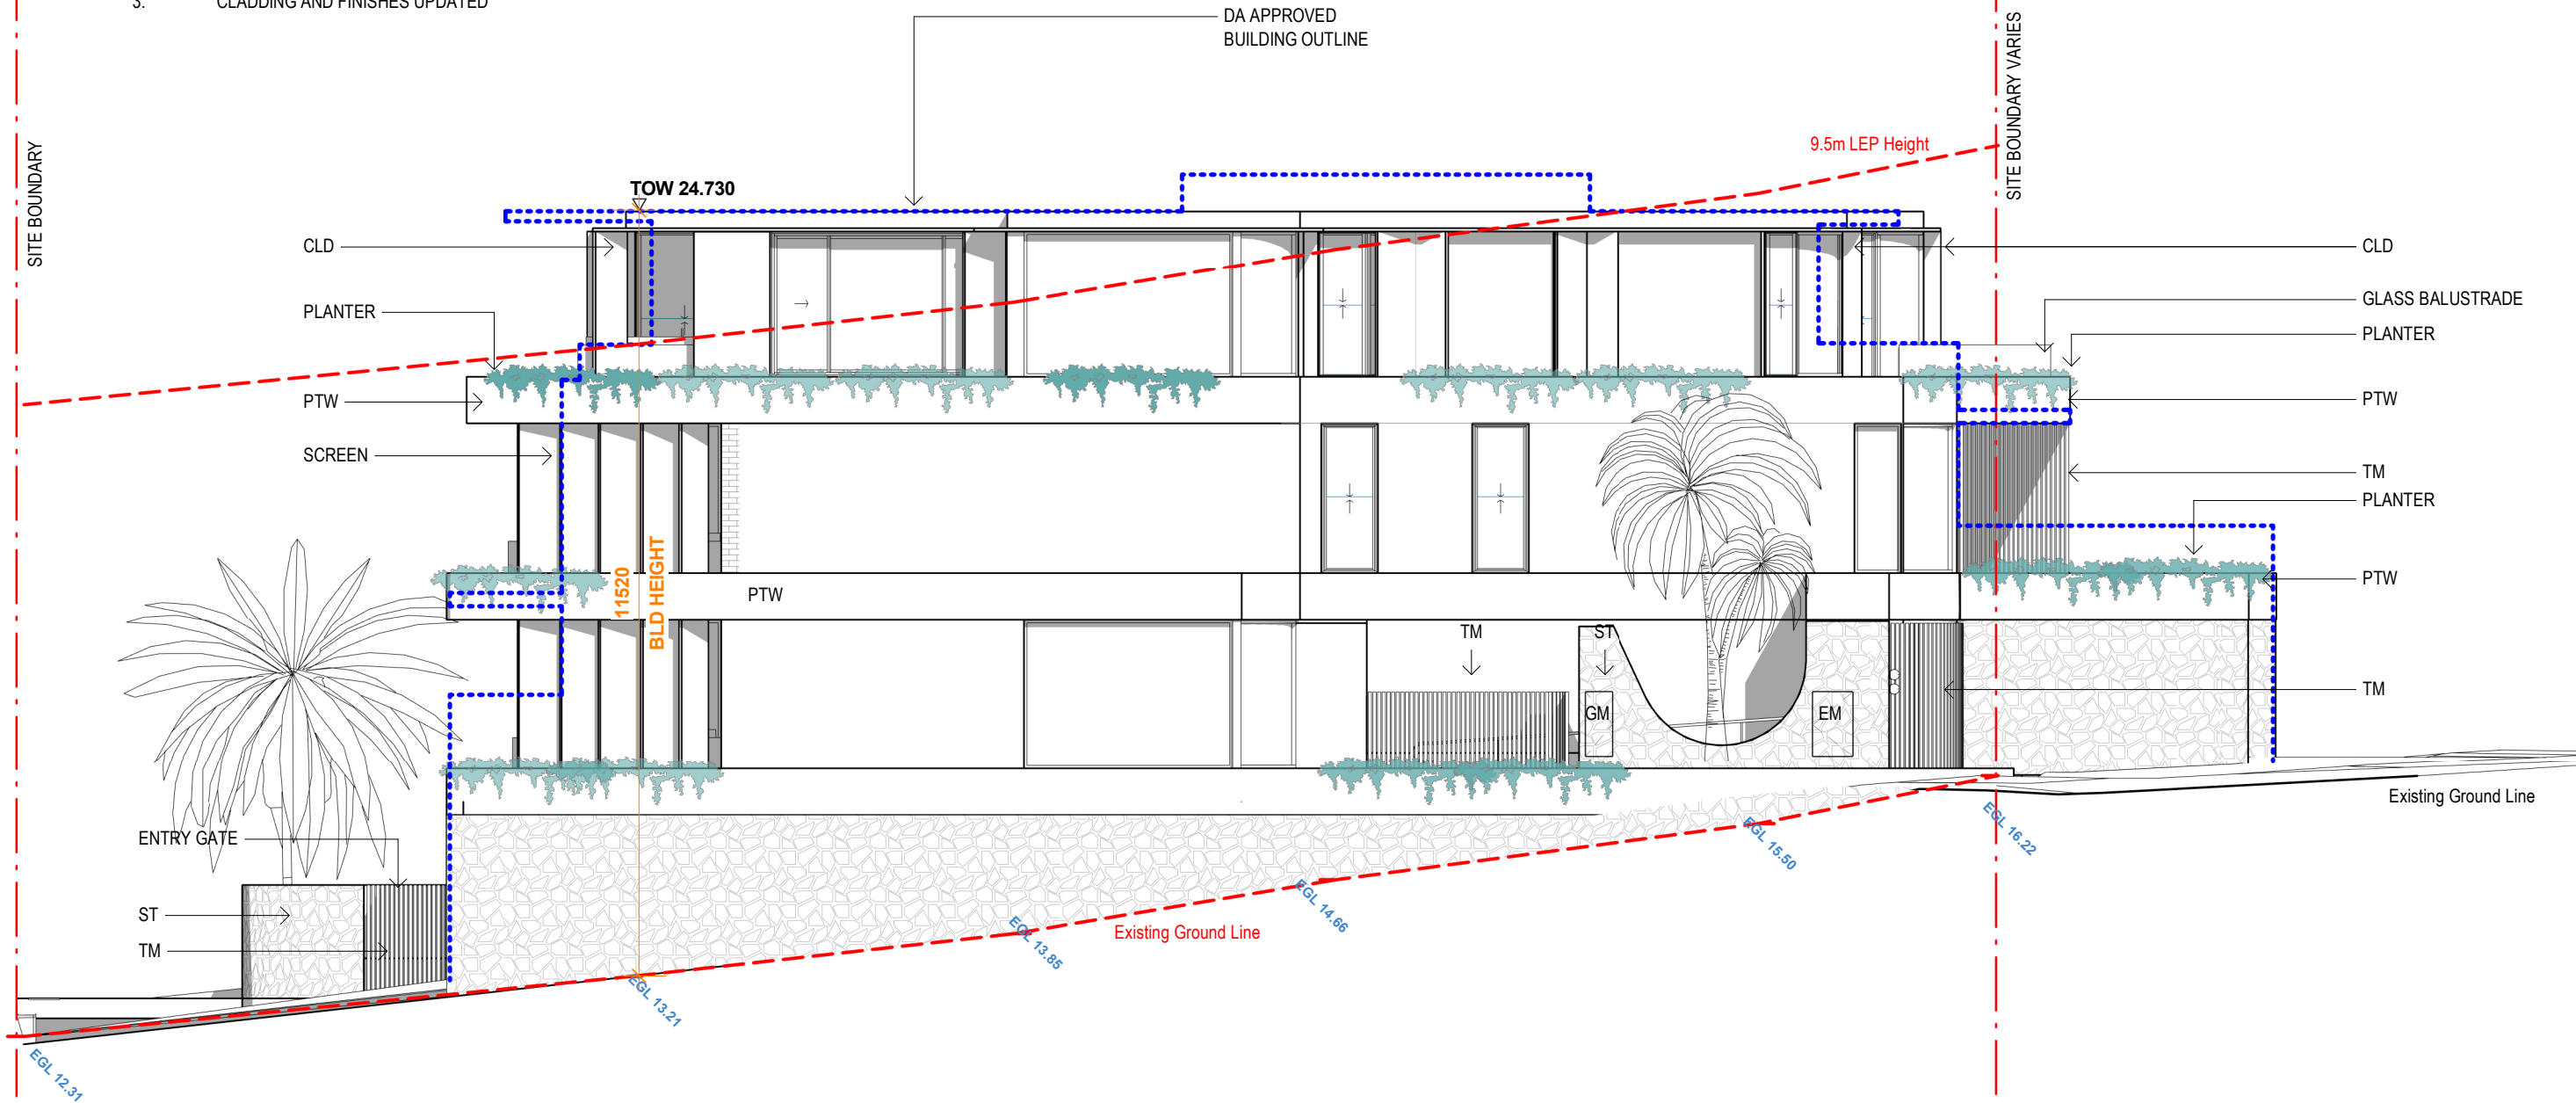 3. CLADDING AND FINISHES UPDATED
DA APPROVED
BUILDING OUTLINE
SITE BOUNDARY VARIES
SITE BOUNDARY
9.5m LEP Height
TOW 24.730
CLD
CLD
PLANTER
GLASS BALUSTRADE
PLANTER
PTW
PTW
SCREEN
TM
PLANTER
11520
BLD HEIGHT
PTW
PTW
TM
ST
TM
GM
EM
Existing Ground Line
ENTRY GATE
EGL 15.50
EGL 16.22
ST
EGL 14.66
TM
EGL 13.85
Existing Ground Line
EGL 13.21
EGL 12.31